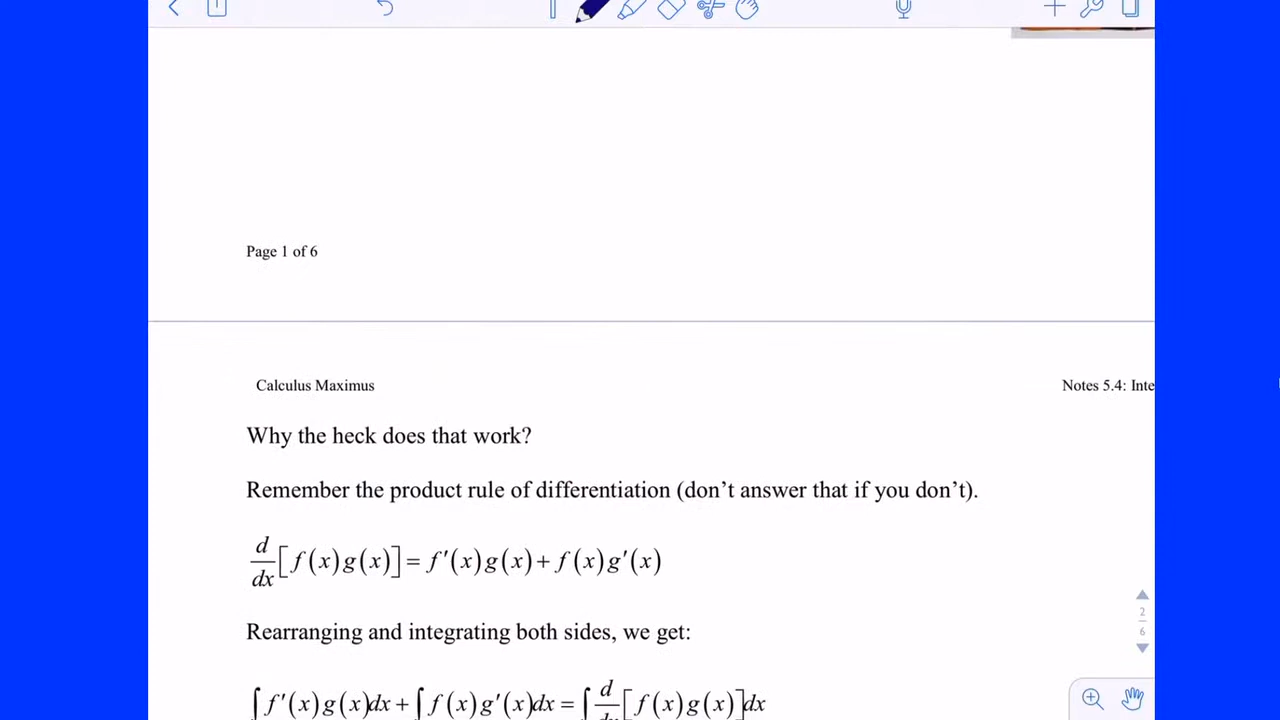 Page 1 of 6
Calculus Maximus
Notes 5.4: Inte
Why the heck does that work?
Remember the product rule of differentiation (don’t answer that if you don’t).
d/dx [f(x)g(x)] = f′(x)g(x) + f(x)g′(x)
2
6
Rearranging and integrating both sides, we get:
∫f′(x)g(x)dx + ∫f(x)g′(x)dx = ∫ d/dx [f(x)g(x)]dx